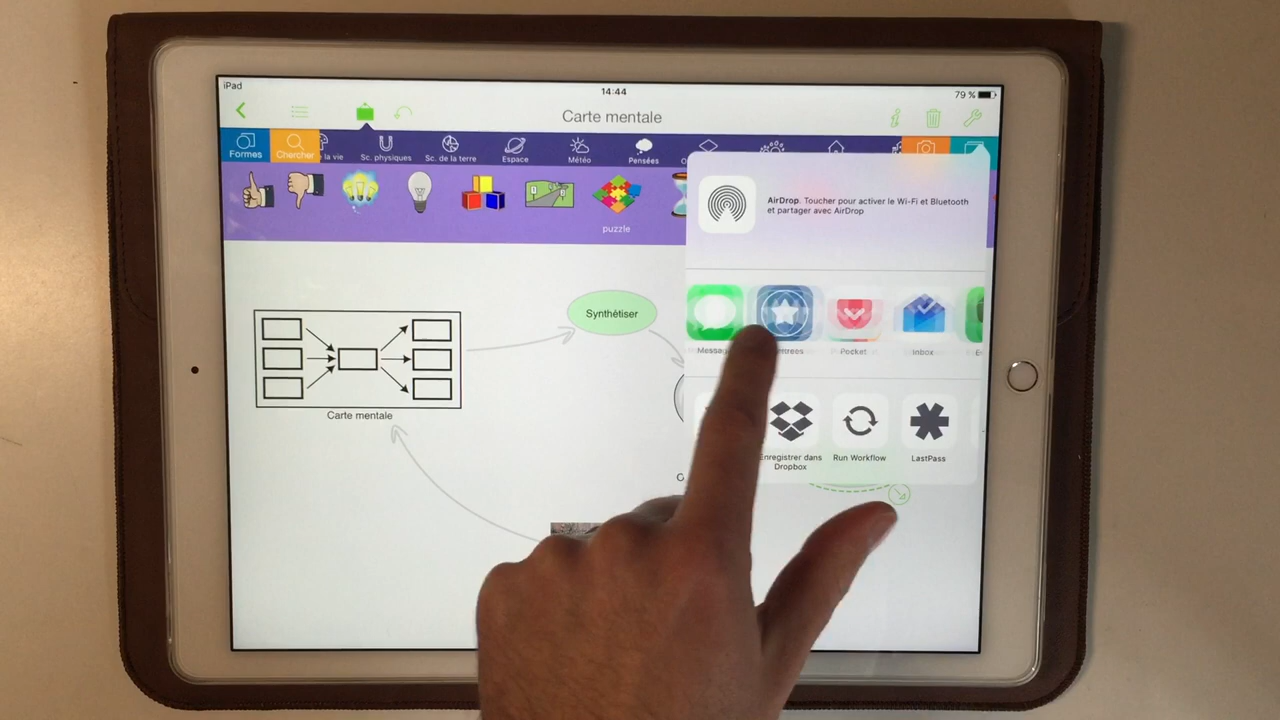 iPad
14:44
79 %
Carte mentale
Formes
Chercher
la vie
Sc. physiques
Sc. de la terre
Espace
Météo
Pensées
puzzle
AirDrop. Toucher pour activer le Wi-Fi et Bluetooth
et partager avec AirDrop
Synthétiser
Pocket
Inbox
Carte mentale
Enregistrer dans
Dropbox
Run Workflow
LastPass